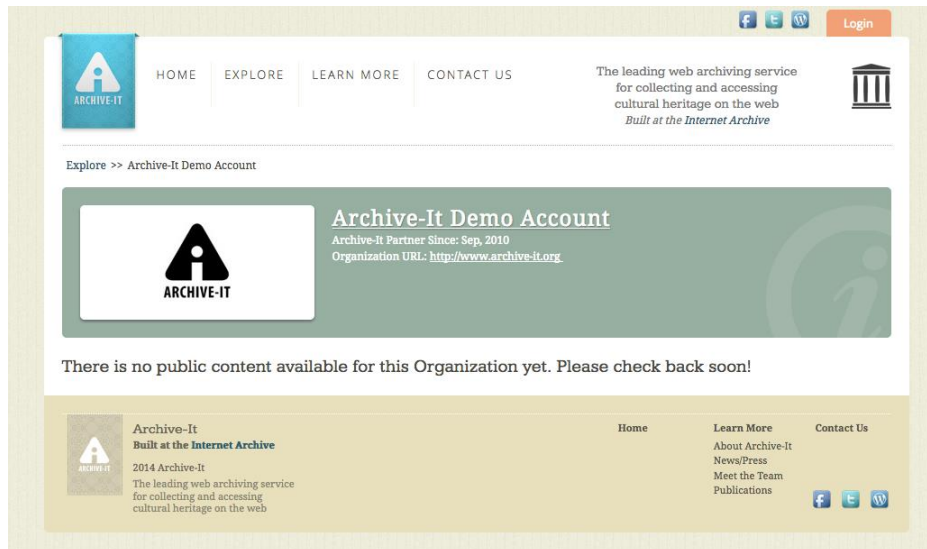 Login
ARCHIVE-IT
HOME
EXPLORE
LEARN MORE
CONTACT US
The leading web archiving service
for collecting and accessing
cultural heritage on the web
Built at the Internet Archive
Explore >> Archive-It Demo Account
ARCHIVE-IT
Archive-It Demo Account
Archive-It Partner Since: Sep, 2010
Organization URL: http://www.archive-it.org
There is no public content available for this Organization yet. Please check back soon!
ARCHIVE-IT
Archive-It
Built at the Internet Archive
2014 Archive-It
The leading web archiving service
for collecting and accessing
cultural heritage on the web
Home
Learn More
About Archive-It
News/Press
Meet the Team
Publications
Contact Us